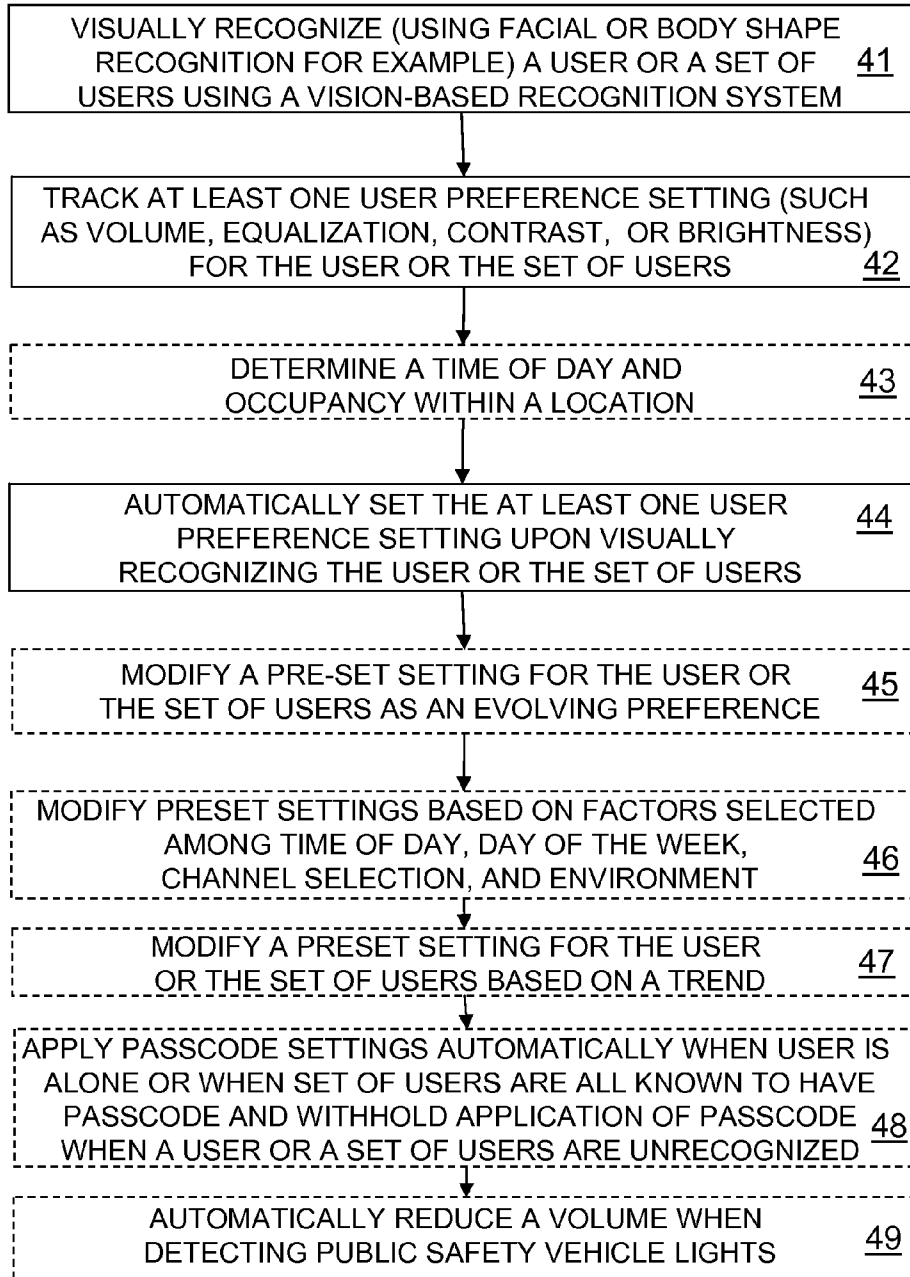 VISUALLY RECOGNIZE (USING FACIAL OR BODY SHAPE
RECOGNITION FOR EXAMPLE) A USER OR A SET OF
USERS USING A VISION-BASED RECOGNITION SYSTEM
41
TRACK AT LEAST ONE USER PREFERENCE SETTING (SUCH
AS VOLUME, EQUALIZATION, CONTRAST, OR BRIGHTNESS)
FOR THE USER OR THE SET OF USERS
42
DETERMINE A TIME OF DAY AND
OCCUPANCY WITHIN A LOCATION
43
AUTOMATICALLY SET THE AT LEAST ONE USER
PREFERENCE SETTING UPON VISUALLY
RECOGNIZING THE USER OR THE SET OF USERS
44
MODIFY A PRE-SET SETTING FOR THE USER OR
THE SET OF USERS AS AN EVOLVING PREFERENCE
45
MODIFY PRESET SETTINGS BASED ON FACTORS SELECTED
AMONG TIME OF DAY, DAY OF THE WEEK,
CHANNEL SELECTION, AND ENVIRONMENT
46
MODIFY A PRESET SETTING FOR THE USER
OR THE SET OF USERS BASED ON A TREND
47
APPLY PASSCODE SETTINGS AUTOMATICALLY WHEN USER IS
ALONE OR WHEN SET OF USERS ARE ALL KNOWN TO HAVE
PASSCODE AND WITHHOLD APPLICATION OF PASSCODE
WHEN A USER OR A SET OF USERS ARE UNRECOGNIZED
48
AUTOMATICALLY REDUCE A VOLUME WHEN
DETECTING PUBLIC SAFETY VEHICLE LIGHTS
49